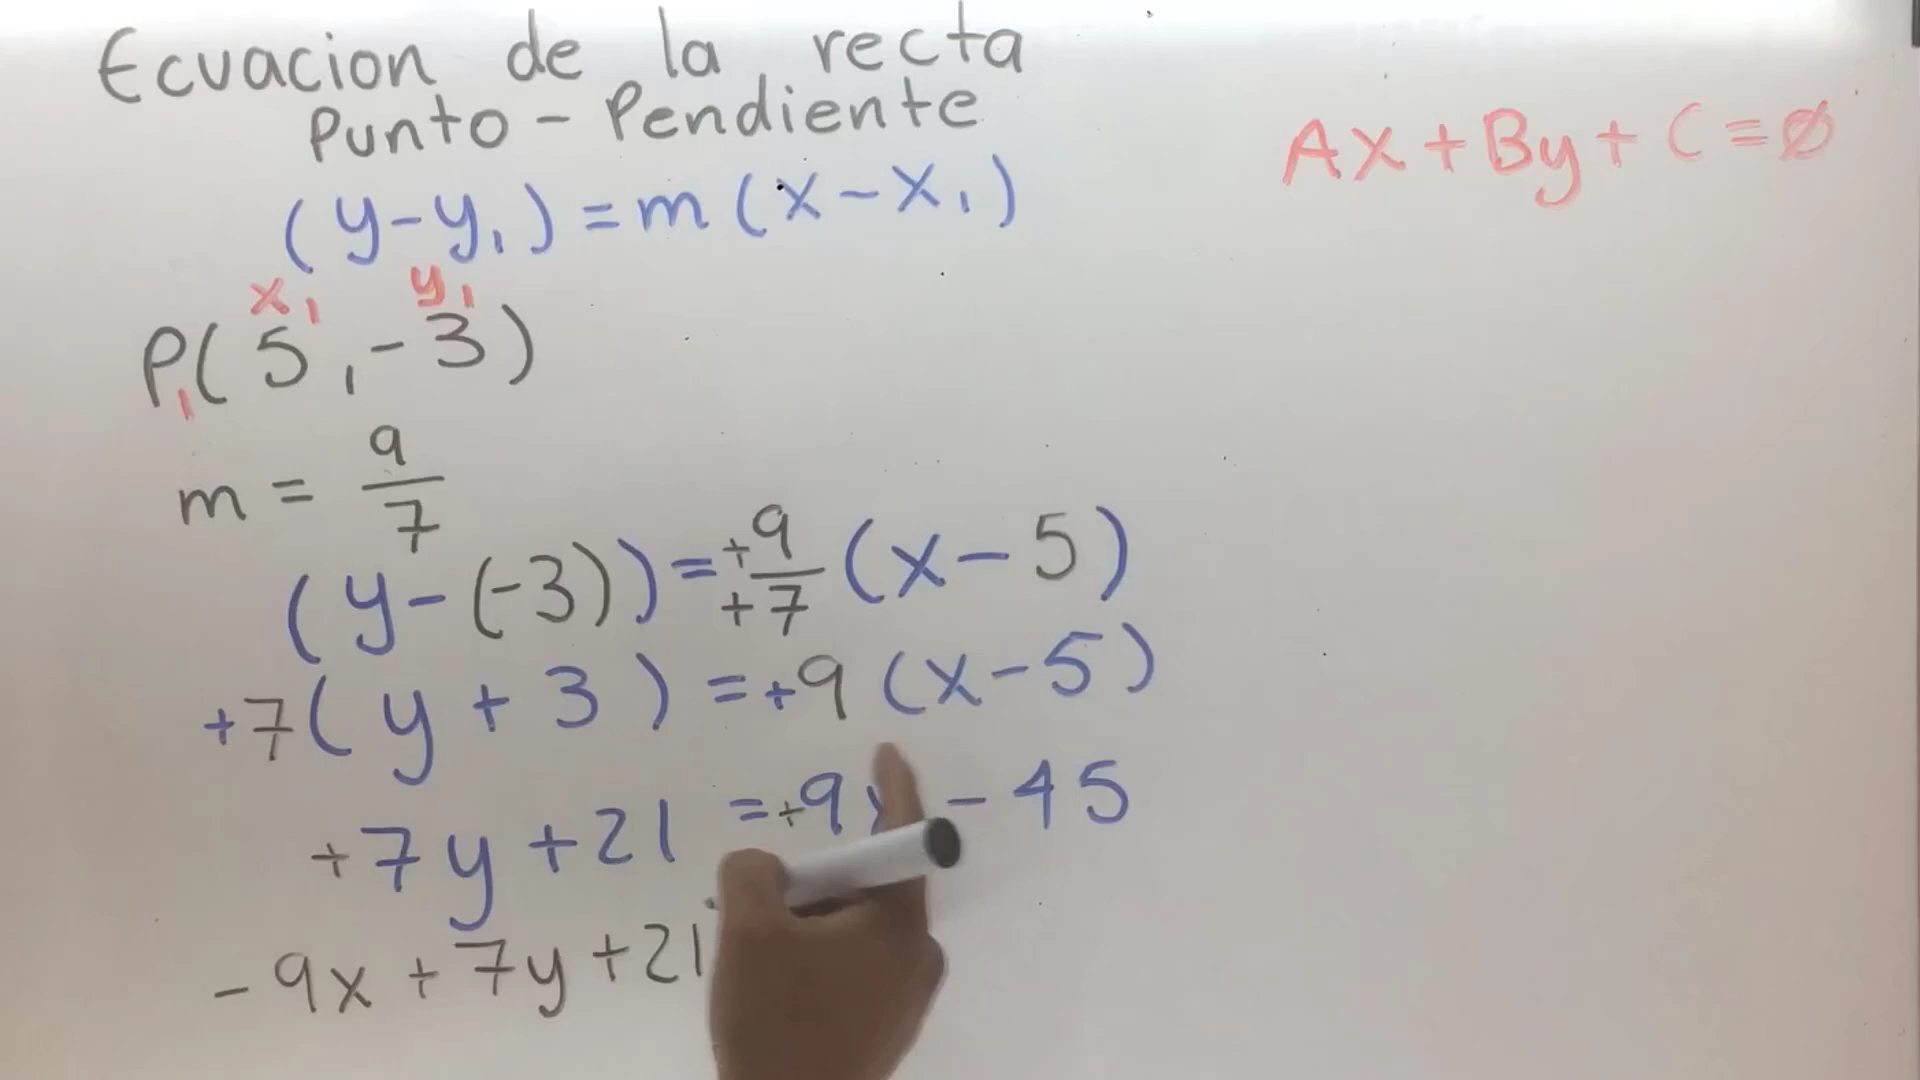 Ecuacion de la recta
Punto - Pendiente
Ax + By + C = Ø
(y - y₁) = m (x - x₁)
x₁ y₁
P₁( 5, -3)
m = 9/7
(y - (-3)) = +9/+7 (x - 5)
+7( y + 3 ) = +9 (x - 5)
+7y + 21 = +9x - 45
-9x + 7y + 21